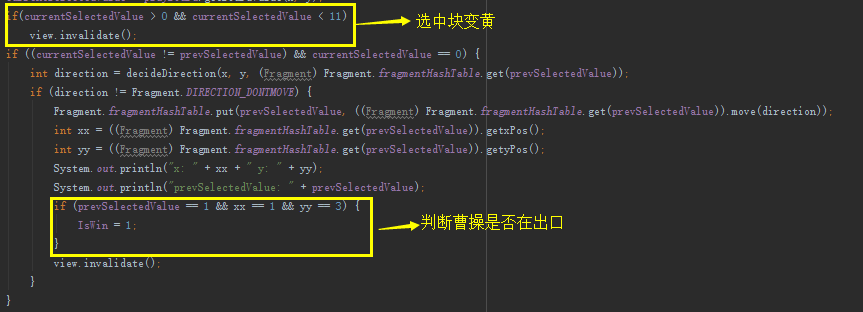 if(currentSelectedValue > 0 && currentSelectedValue < 11)
选中块变黄
view.invalidate();
if ((currentSelectedValue != prevSelectedValue) && currentSelectedValue == 0) {
int direction = decideDirection(x, y, (Fragment) Fragment.fragmentHashTable.get(prevSelectedValue));
if (direction != Fragment.DIRECTION_DONTMOVE) {
Fragment.fragmentHashTable.put(prevSelectedValue, ((Fragment) Fragment.fragmentHashTable.get(prevSelectedValue)).move(direction));
int xx = ((Fragment) Fragment.fragmentHashTable.get(prevSelectedValue)).getxPos();
int yy = ((Fragment) Fragment.fragmentHashTable.get(prevSelectedValue)).getyPos();
System.out.println("x: " + xx + " y: " + yy);
System.out.println("prevSelectedValue: " + prevSelectedValue);
if (prevSelectedValue == 1 && xx == 1 && yy == 3) {
判断曹操是否在出口
IsWin = 1;
}
view.invalidate();
}
}